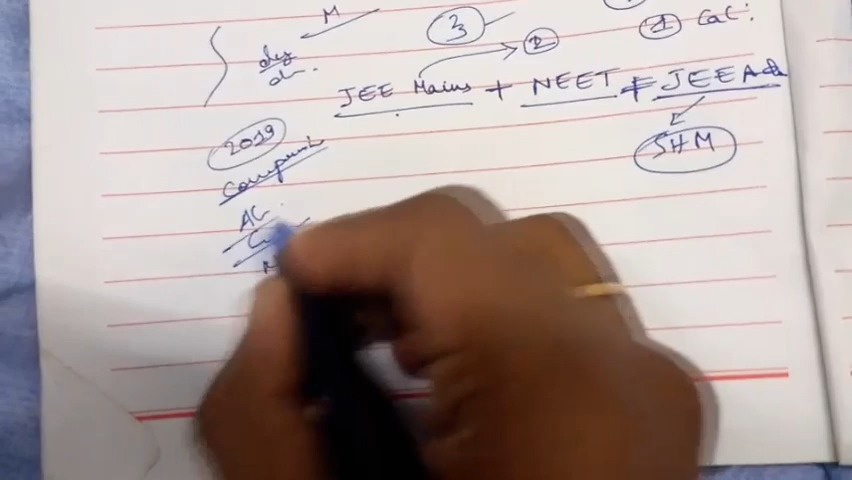 M
3
1 Cal:
dy
dx.
2
JEE Mains + NEET ≠ JEE Adv
2019
SHM
AC